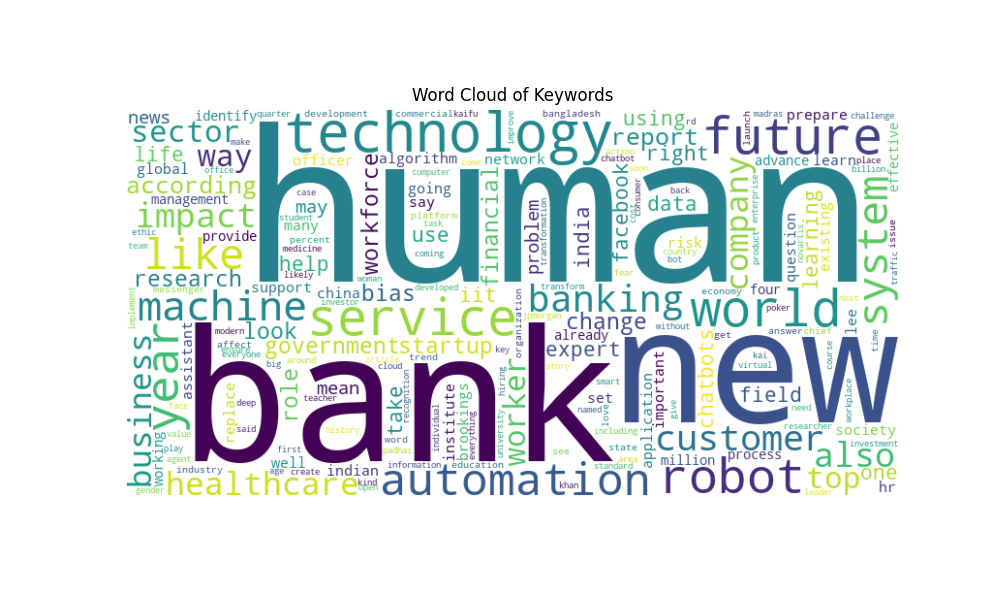 Word Cloud of Keywords
news
identify
quarter
development
commercial
kaifu
improve
bangladesh
using
rd
madras
prepare
challenge
launch
sector
technology
report
future
make
life
way
officer
algorithm
network
action
chatbot
right
advance
learn
place
effective
global
office
workforce
computer
come
soon
billion
according
human
going
financial
facebook
company
management
case
may
say
data
consumer
cost
back
enterprise
learning
existing
system
impact
student
many
platform
use
task
problem
transformation
india
product
question
novartis
ethic
provide
percent
medicine
coming
risk
country
bot
issue
traffic
team
like
help
likely
woman
fear
area
research
support
china
bias
developed
iit
transform
economy
four
next
messenger
investor
banking
world
implement
machine
service
organization
jpmorgan
poker
change
without
get
answer
chief
lee
time
modern
look
already
year
assistant
affect
ensure
everyone
government
startup
key
expert
important
kai
virtual
course
business
big
around
article
trend
story
cloud
bank
new
deep
role
mean
take
recognition
institute
brookings
hiring
worker
smart
set
chatbots
field
workplace
face
replace
teacher
individual
everything
named
love
including
application
give
need
value
said
history
word
university
customer
researcher
society
play
first
padhai
see
state
process
investment
working
agent
industry
well
indian
information
education
standard
million
also
age
create
kind
gender
healthcare
open
automation
khan
robot
top
one
leader
hr